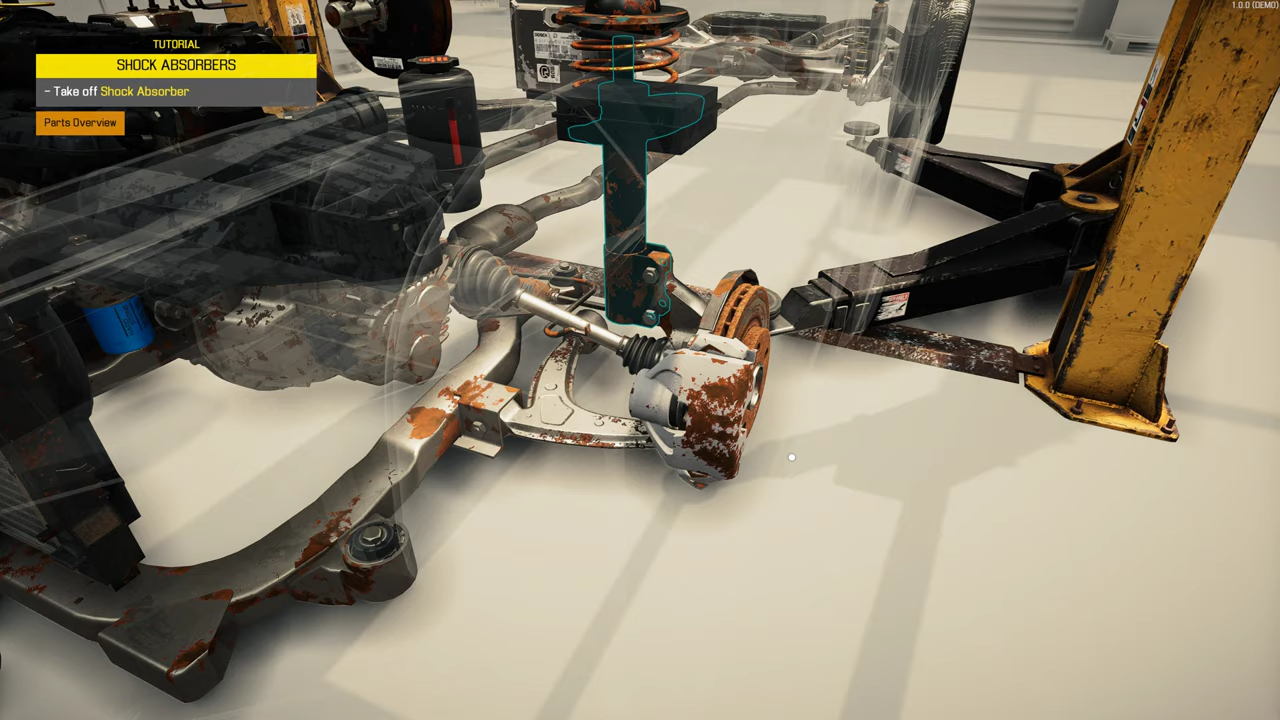 1.0.0 (DEMO)
TUTORIAL
SHOCK ABSORBERS
- Take off Shock Absorber
Parts Overview